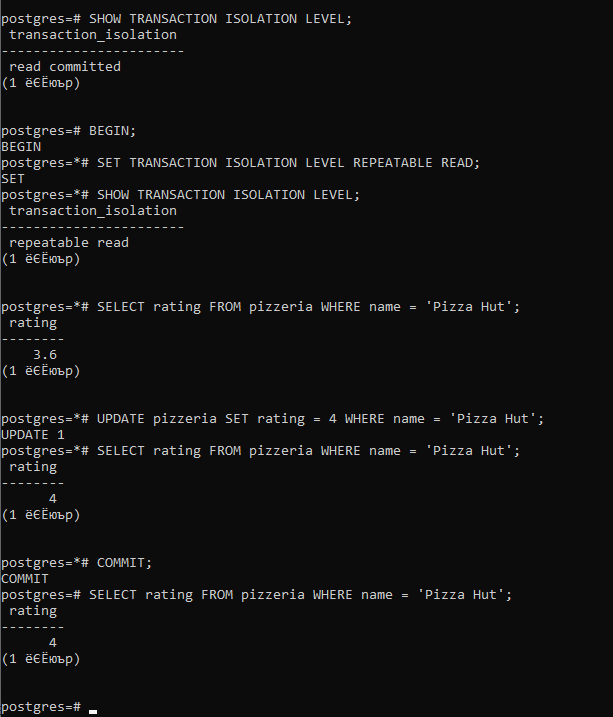 postgres=# SHOW TRANSACTION ISOLATION LEVEL;
 transaction_isolation
-----------------------
 read committed
(1 ёЄЁюър)
postgres=# BEGIN;
BEGIN
postgres=*# SET TRANSACTION ISOLATION LEVEL REPEATABLE READ;
SET
postgres=*# SHOW TRANSACTION ISOLATION LEVEL;
 transaction_isolation
-----------------------
 repeatable read
(1 ёЄЁюър)
postgres=*# SELECT rating FROM pizzeria WHERE name = 'Pizza Hut';
 rating
--------
    3.6
(1 ёЄЁюър)
postgres=*# UPDATE pizzeria SET rating = 4 WHERE name = 'Pizza Hut';
UPDATE 1
postgres=*# SELECT rating FROM pizzeria WHERE name = 'Pizza Hut';
 rating
--------
      4
(1 ёЄЁюър)
postgres=*# COMMIT;
COMMIT
postgres=# SELECT rating FROM pizzeria WHERE name = 'Pizza Hut';
 rating
--------
      4
(1 ёЄЁюър)
postgres=# _